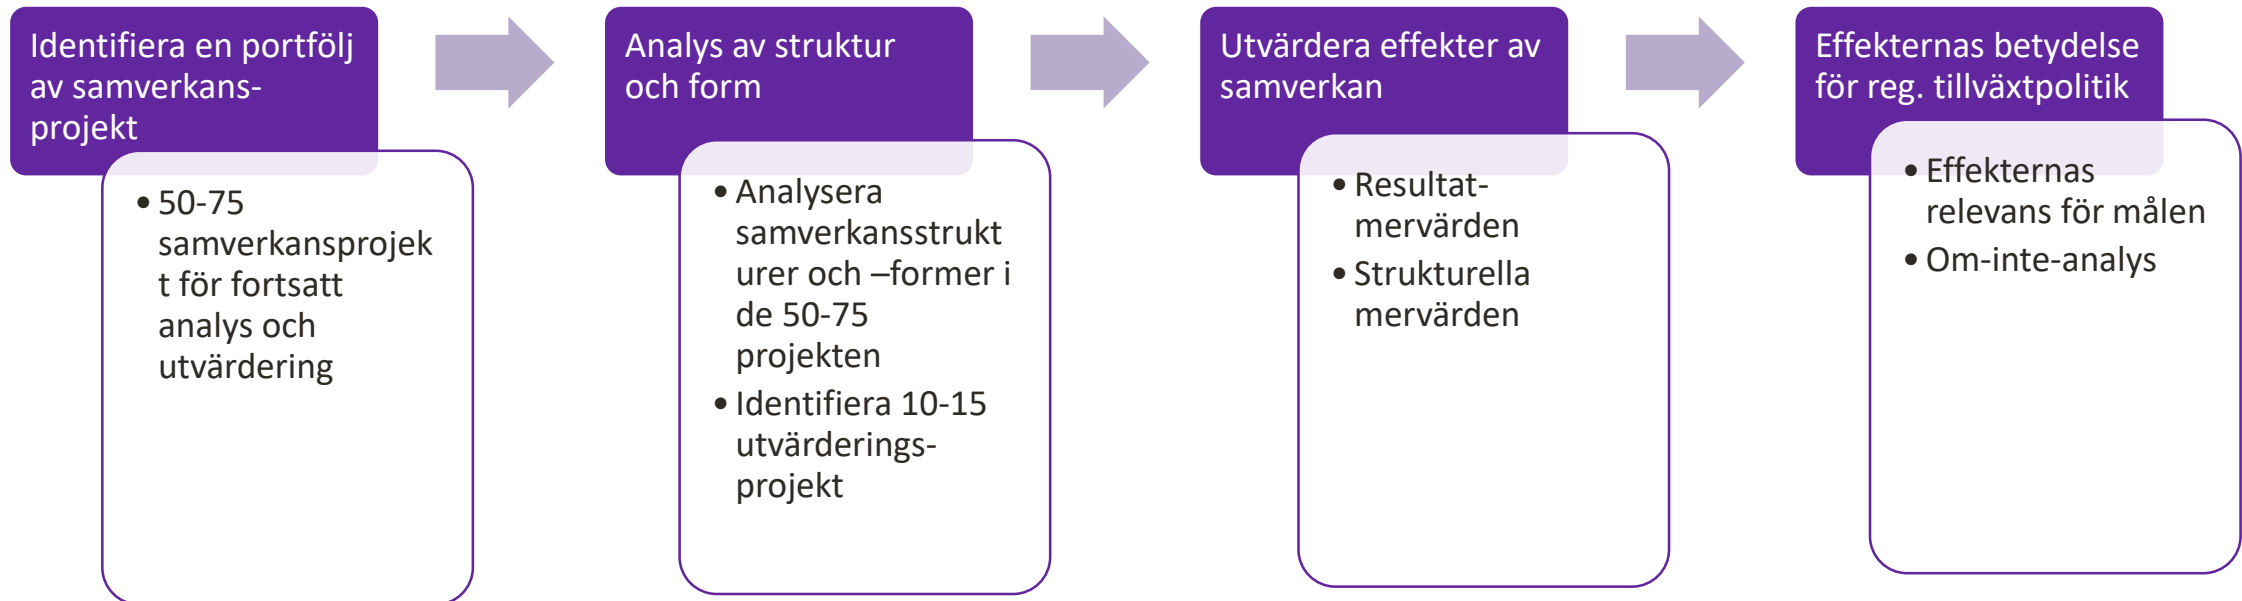 Identifiera en portfölj
av samverkans-
projekt
• 50-75
samverkansprojek
t för fortsatt
analys och
utvärdering
Analys av struktur
och form
• Analysera
samverkansstrukt
urer och –former i
de 50-75
projekten
• Identifiera 10-15
utvärderings-
projekt
Utvärdera effekter av
samverkan
• Resultat-
mervärden
• Strukturella
mervärden
Effekternas betydelse
för reg. tillväxtpolitik
• Effekternas
relevans för målen
• Om-inte-analys